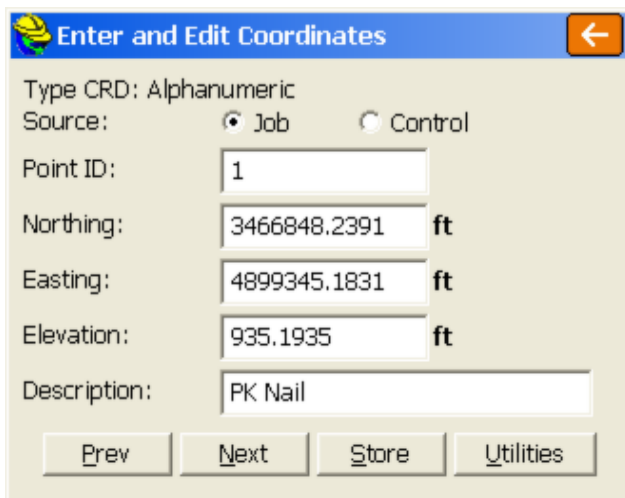 Enter and Edit Coordinates
Type CRD: Alphanumeric
Source: Job Control
Point ID: 1
Northing: 3466848.2391 ft
Easting: 4899345.1831 ft
Elevation: 935.1935 ft
Description: PK Nail
Prev Next Store Utilities